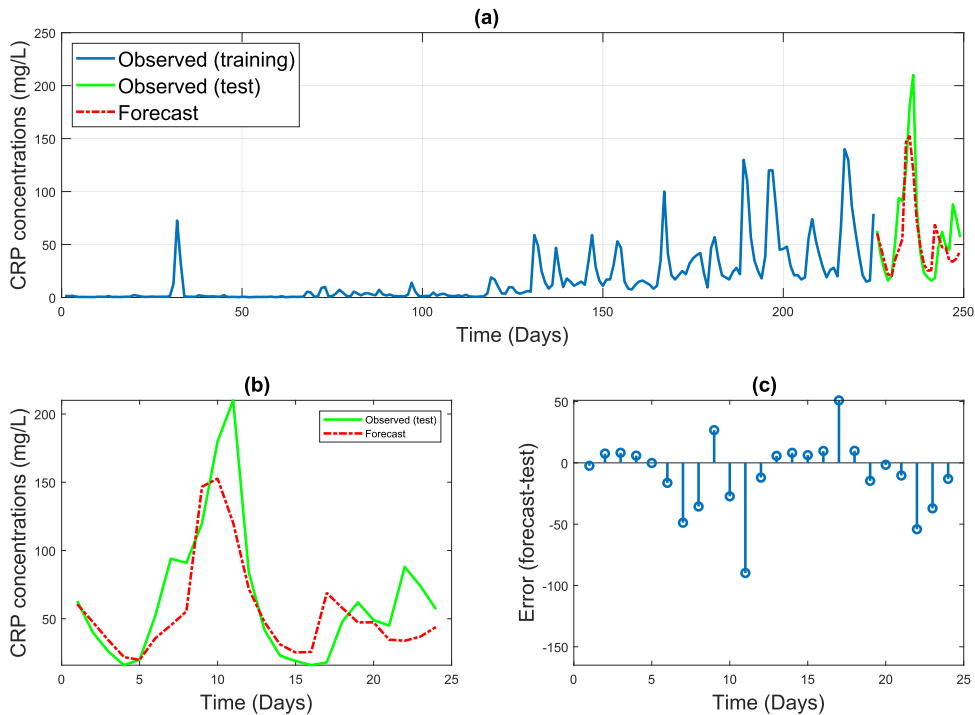 (a)
CRP concentrations (mg/L)
250
200
150
100
50
0
Observed (training)
Observed (test)
Forecast
0 50 100 150 200 250
Time (Days)
(b)
CRP concentrations (mg/L)
200
150
100
50
Observed (test)
Forecast
0 5 10 15 20 25
Time (Days)
(c)
Error (forecast-test)
50
0
-50
-100
-150
0 5 10 15 20 25
Time (Days)